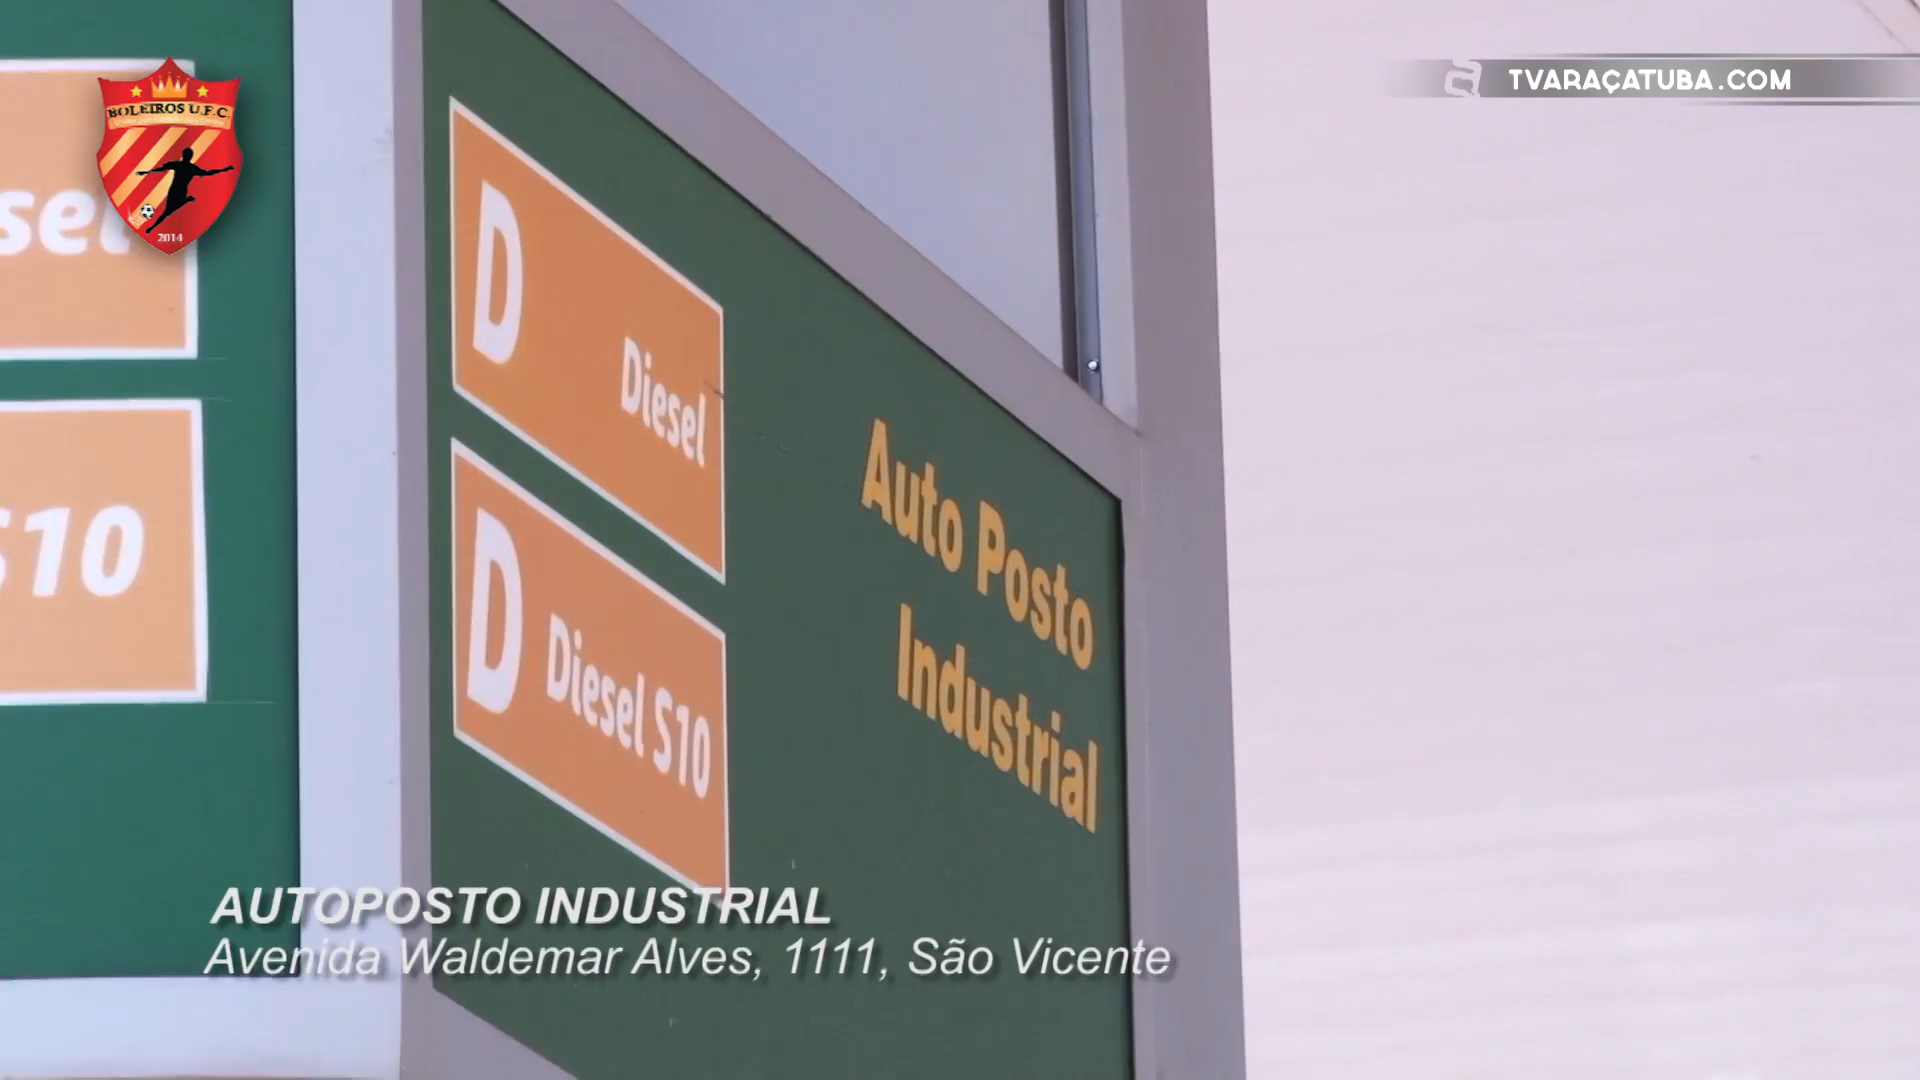 BOLEIROS U.F.C.
2014
TVARAÇATUBA.COM
sel
S10
D
Diesel
D Diesel S10
Auto Posto
Industrial
AUTOPOSTO INDUSTRIAL
Avenida Waldemar Alves, 1111, São Vicente